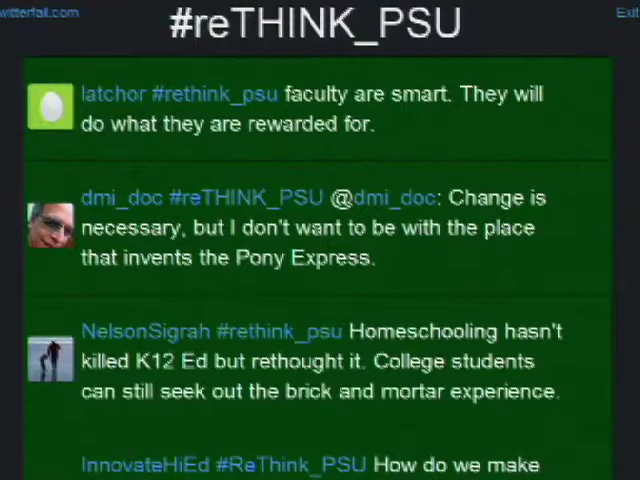 witterfall.com
Exit
#reTHINK_PSU
latchor #rethink_psu faculty are smart. They will
do what they are rewarded for.
dmi_doc #reTHINK_PSU @dmi_doc: Change is
necessary, but I don't want to be with the place
that invents the Pony Express.
NelsonSigrah #rethink_psu Homeschooling hasn't
killed K12 Ed but rethought it. College students
can still seek out the brick and mortar experience.
InnovateHiEd #ReThink_PSU How do we make